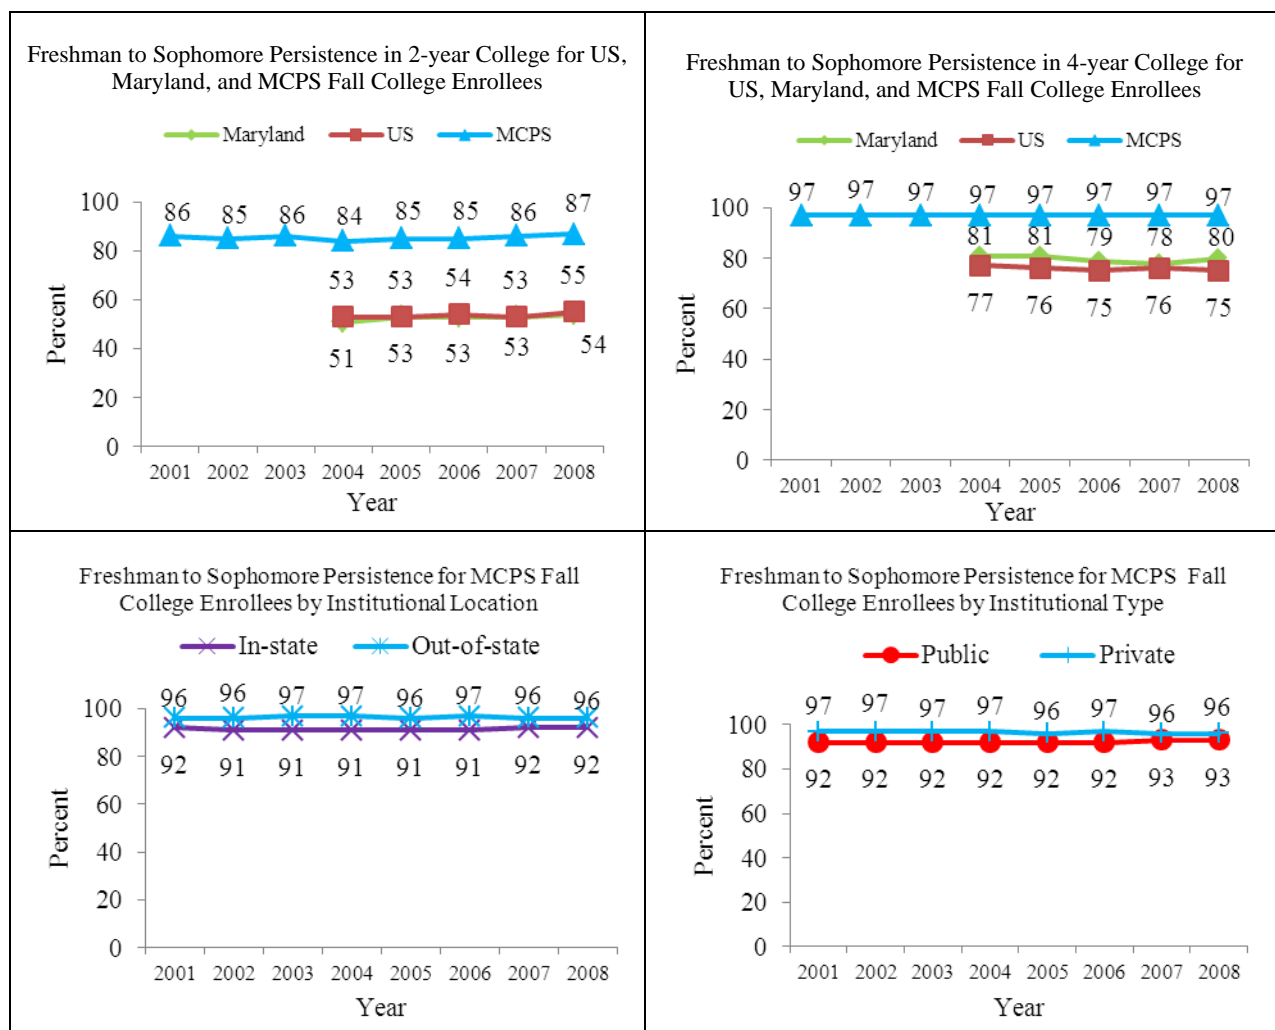 Freshman to Sophomore Persistence in 2-year College for US,
Maryland, and MCPS Fall College Enrollees
Maryland US MCPS
100
80
60
40
20
0
Percent
86 85 86 84 85 85 86 87
53 53 54 53 55
51 53 53 53 54
2001 2002 2003 2004 2005 2006 2007 2008
Year
Freshman to Sophomore Persistence in 4-year College for
US, Maryland, and MCPS Fall College Enrollees
Maryland US MCPS
100
80
60
40
20
0
Percent
97 97 97 97 97 97 97 97
81 81 79 78 80
77 76 75 76 75
2001 2002 2003 2004 2005 2006 2007 2008
Year
Freshman to Sophomore Persistence for MCPS Fall
College Enrollees by Institutional Location
In-state Out-of-state
100
80
60
40
20
0
Percent
96 96 97 97 96 97 96 96
92 91 91 91 91 91 92 92
2001 2002 2003 2004 2005 2006 2007 2008
Year
Freshman to Sophomore Persistence for MCPS Fall
College Enrollees by Institutional Type
Public Private
100
80
60
40
20
0
Percent
97 97 97 97 96 97 96 96
92 92 92 92 92 92 93 93
2001 2002 2003 2004 2005 2006 2007 2008
Year